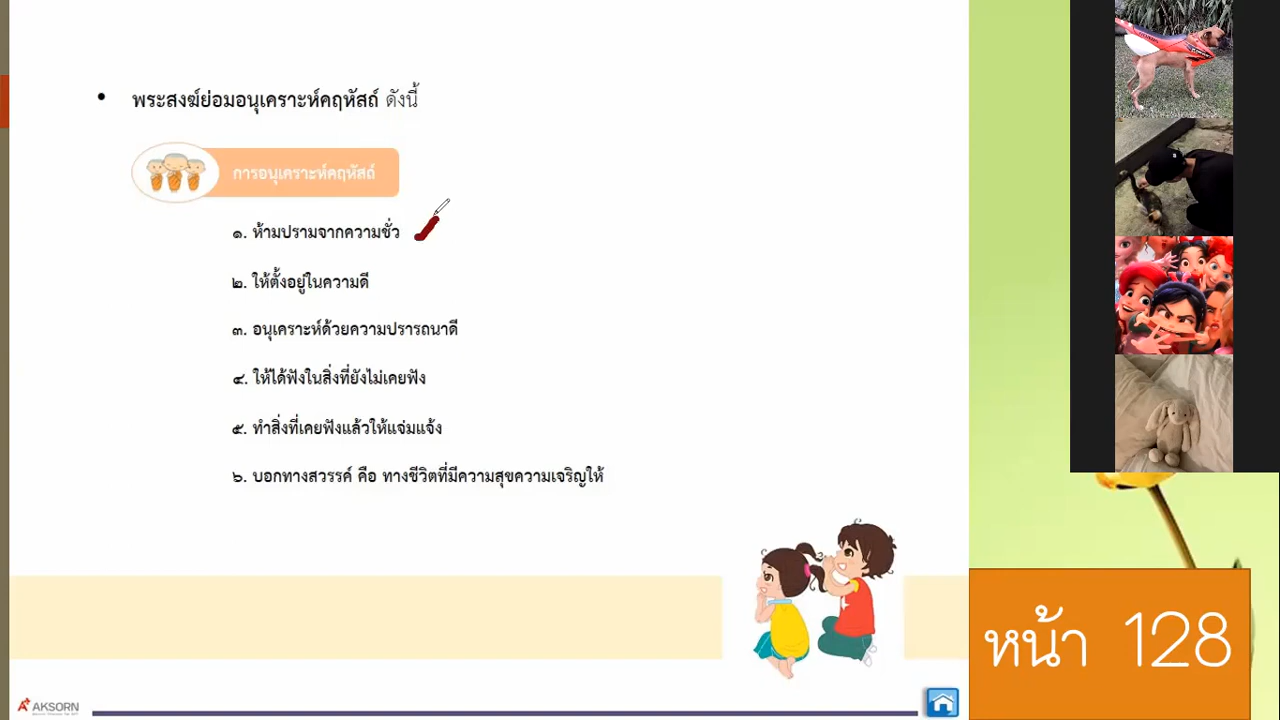 • พระสงฆ์ย่อมอนุเคราะห์คฤหัสถ์ ดังนี้
การอนุเคราะห์คฤหัสถ์
๑. ห้ามปรามจากความชั่ว
๒. ให้ตั้งอยู่ในความดี
๓. อนุเคราะห์ด้วยความปรารถนาดี
๔. ให้ได้ฟังในสิ่งที่ยังไม่เคยฟัง
๕. ทำสิ่งที่เคยฟังแล้วให้แจ่มแจ้ง
๖. บอกทางสวรรค์ คือ ทางชีวิตที่มีความสุขความเจริญให้
หน้า 128
AKSORN